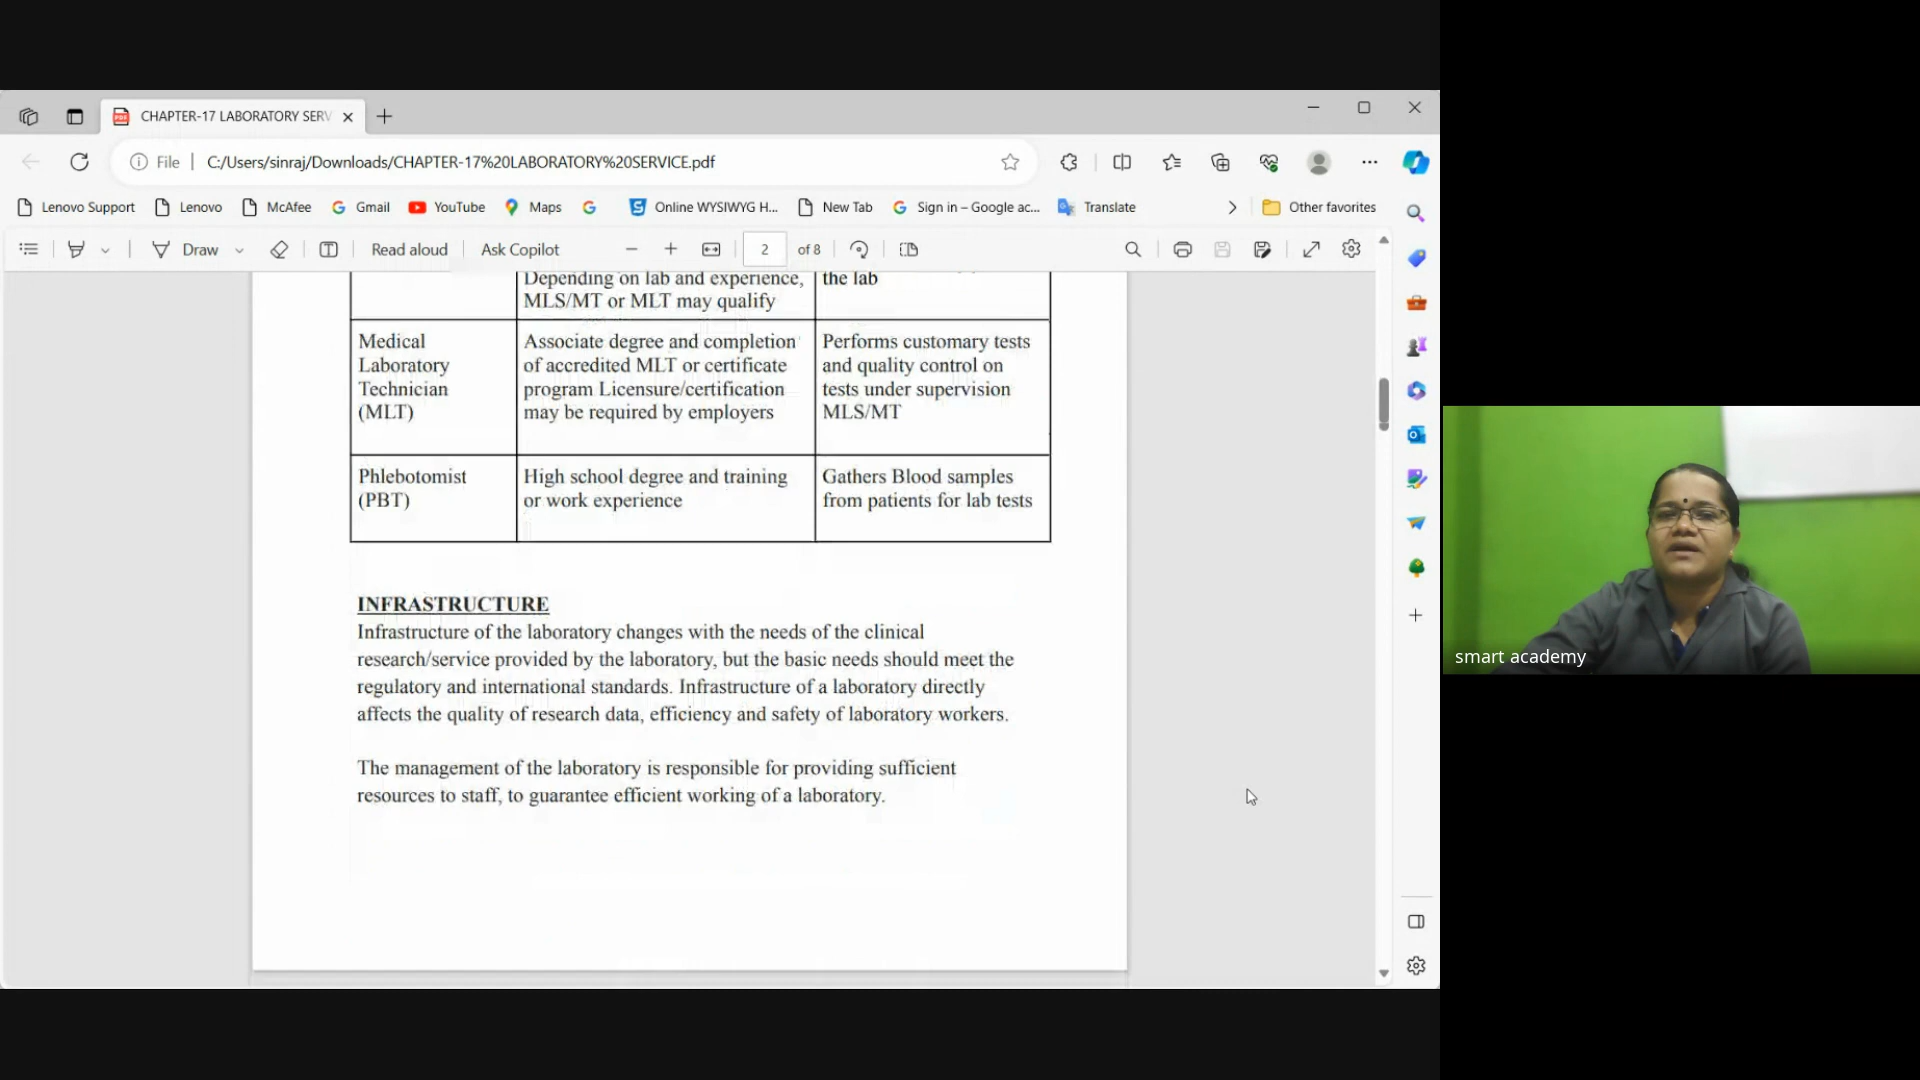 CHAPTER-17 LABORATORY SERV
File
C:/Users/sinraj/Downloads/CHAPTER-17%20LABORATORY%20SERVICE.pdf
Lenovo Support
Lenovo
McAfee
Gmail
YouTube
Maps
Online WYSIWYG H...
New Tab
Sign in – Google ac...
Translate
Other favorites
Draw
Read aloud
Ask Copilot
2 of 8
Depending on lab and experience,
MLS/MT or MLT may qualify
the lab
Medical
Laboratory
Technician
(MLT)
Associate degree and completion
of accredited MLT or certificate
program Licensure/certification
may be required by employers
Performs customary tests
and quality control on
tests under supervision
MLS/MT
Phlebotomist
(PBT)
High school degree and training
or work experience
Gathers Blood samples
from patients for lab tests
INFRASTRUCTURE
Infrastructure of the laboratory changes with the needs of the clinical
research/service provided by the laboratory, but the basic needs should meet the
regulatory and international standards. Infrastructure of a laboratory directly
affects the quality of research data, efficiency and safety of laboratory workers.
The management of the laboratory is responsible for providing sufficient
resources to staff, to guarantee efficient working of a laboratory.
smart academy